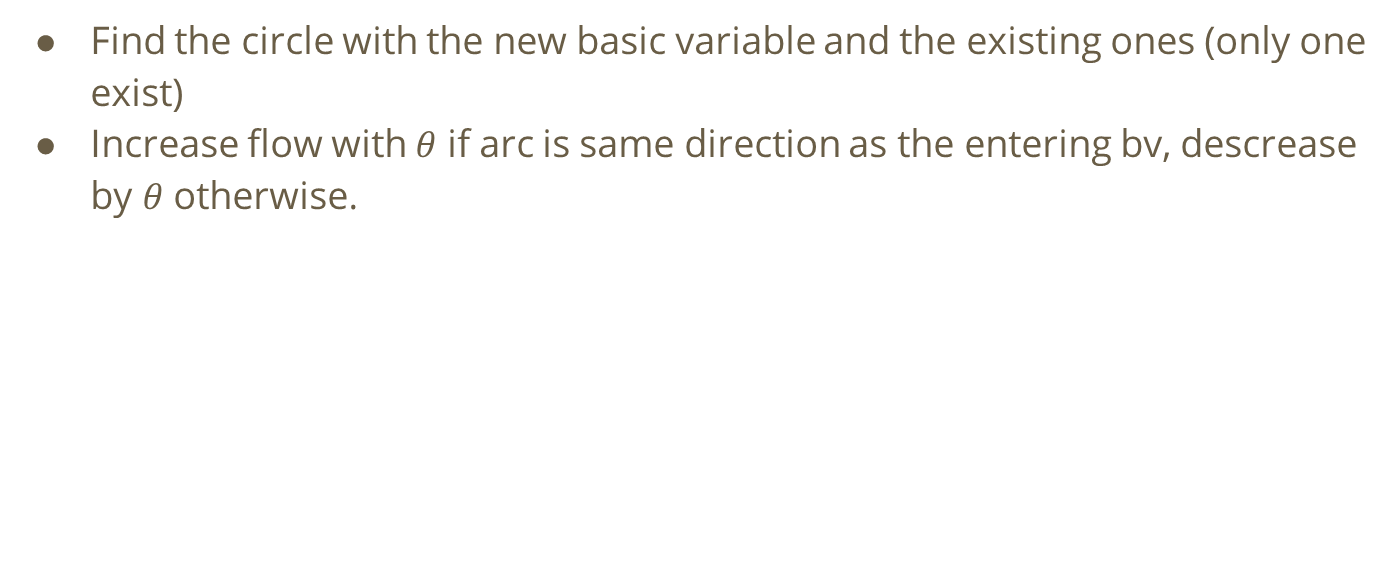 ● Find the circle with the new basic variable and the existing ones (only one
exist)
● Increase flow with θ if arc is same direction as the entering bv, descrease
by θ otherwise.